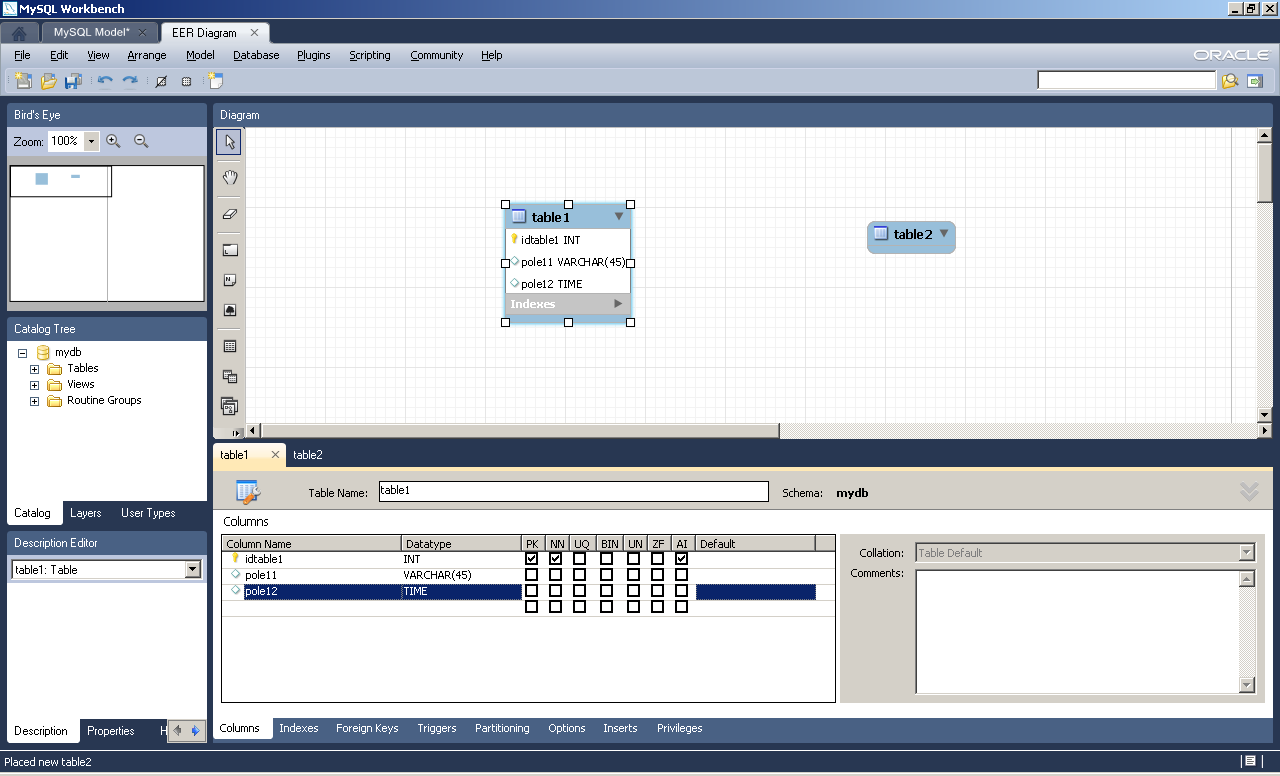 MySQL Workbench
MySQL Model* EER Diagram
File Edit View Arrange Model Database Plugins Scripting Community Help
ORACLE
Bird's Eye
Zoom: 100%
Diagram
table1
idtable1 INT
pole11 VARCHAR(45)
pole12 TIME
Indexes
table2
Catalog Tree
mydb
Tables
Views
Routine Groups
Catalog Layers User Types
Description Editor
table1: Table
Description Properties H
table1 table2
Table Name: table1 Schema: mydb
Columns
Column Name Datatype PK NN UQ BIN UN ZF AI Default
idtable1 INT
pole11 VARCHAR(45)
pole12 TIME
Collation: Table Default
Comments:
Columns Indexes Foreign Keys Triggers Partitioning Options Inserts Privileges
Placed new table2